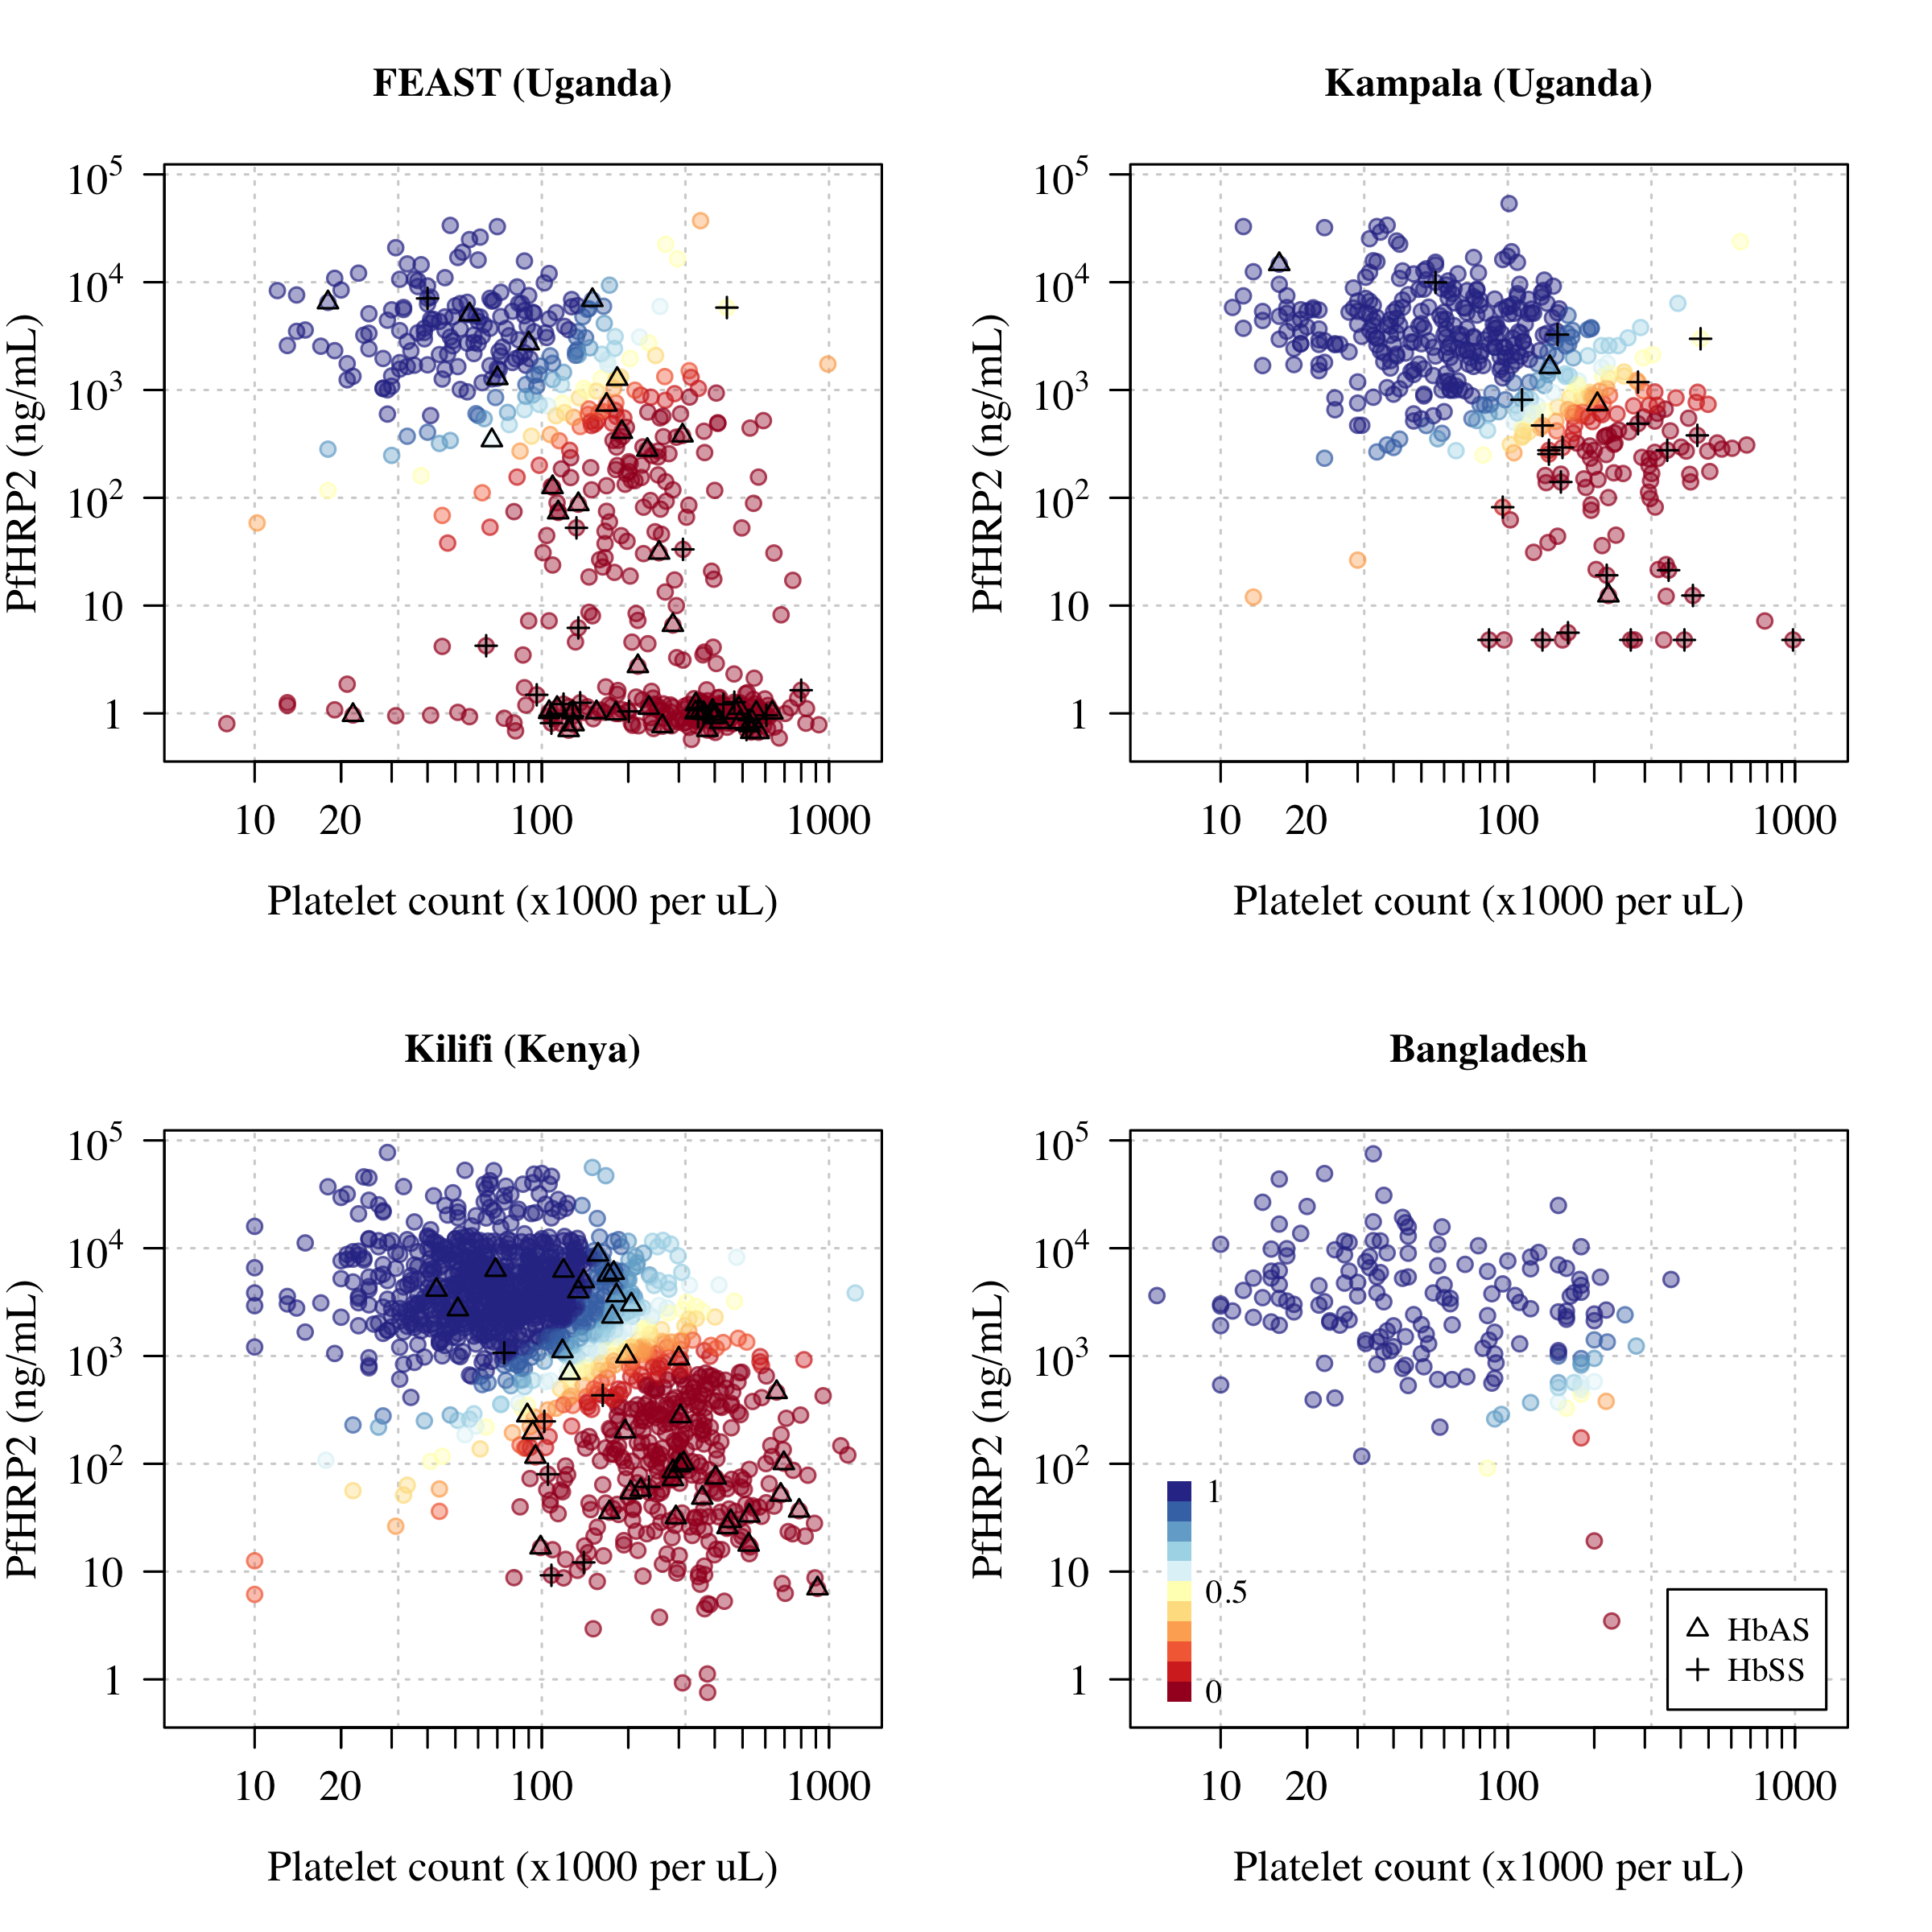 FEAST (Uganda)
PfHRP2 (ng/mL)
10^5
10^4
10^3
10^2
10
1
10 20 100 1000
Platelet count (x1000 per uL)
Kampala (Uganda)
PfHRP2 (ng/mL)
10^5
10^4
10^3
10^2
10
1
10 20 100 1000
Platelet count (x1000 per uL)
Kilifi (Kenya)
PfHRP2 (ng/mL)
10^5
10^4
10^3
10^2
10
1
10 20 100 1000
Platelet count (x1000 per uL)
Bangladesh
PfHRP2 (ng/mL)
10^5
10^4
10^3
10^2
10
1
1
0.5
0
HbAS
HbSS
10 20 100 1000
Platelet count (x1000 per uL)